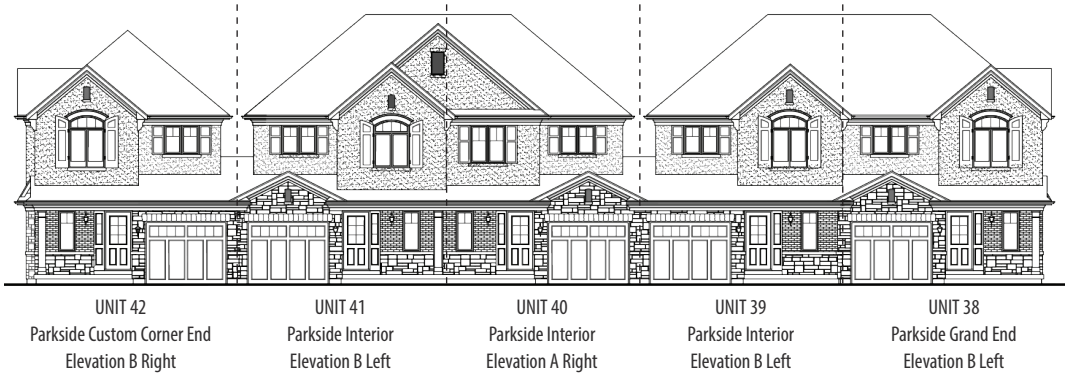 UNIT 42
Parkside Custom Corner End
Elevation B Right
UNIT 41
Parkside Interior
Elevation B Left
UNIT 40
Parkside Interior
Elevation A Right
UNIT 39
Parkside Interior
Elevation B Left
UNIT 38
Parkside Grand End
Elevation B Left